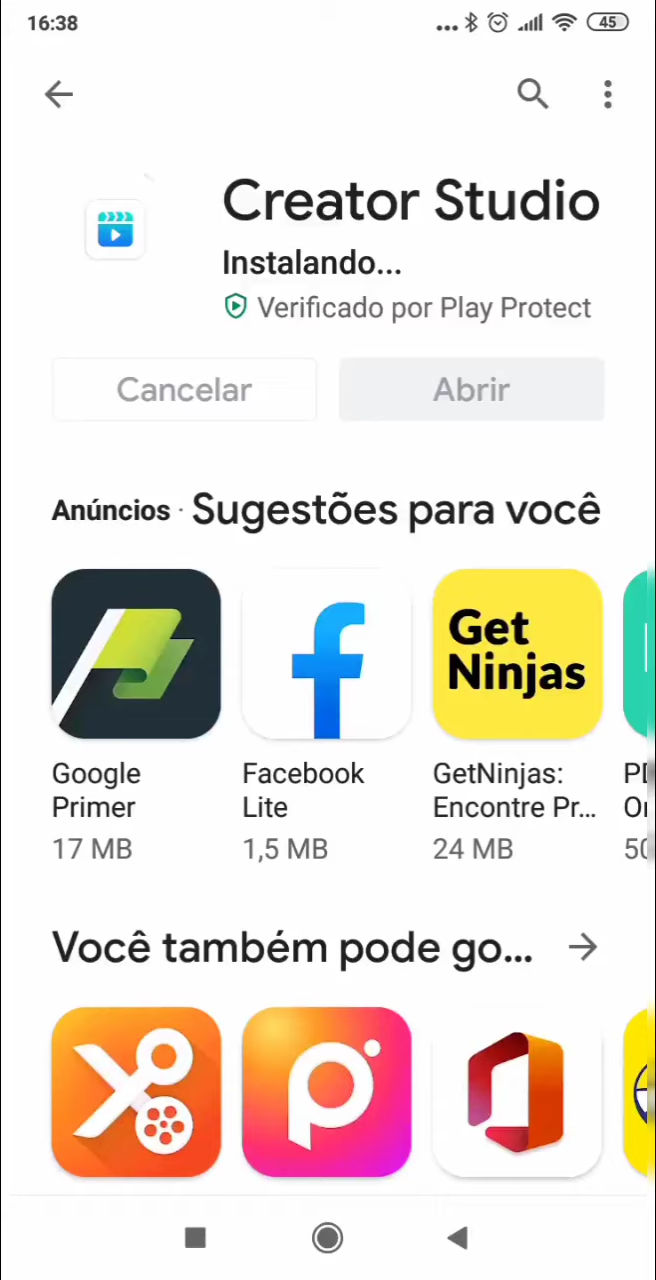 16:38
45
Creator Studio
Instalando...
Verificado por Play Protect
Cancelar
Abrir
Anúncios · Sugestões para você
Get
Ninjas
Google
Primer
17 MB
Facebook
Lite
1,5 MB
GetNinjas:
Encontre Pr...
24 MB
Você também pode go...